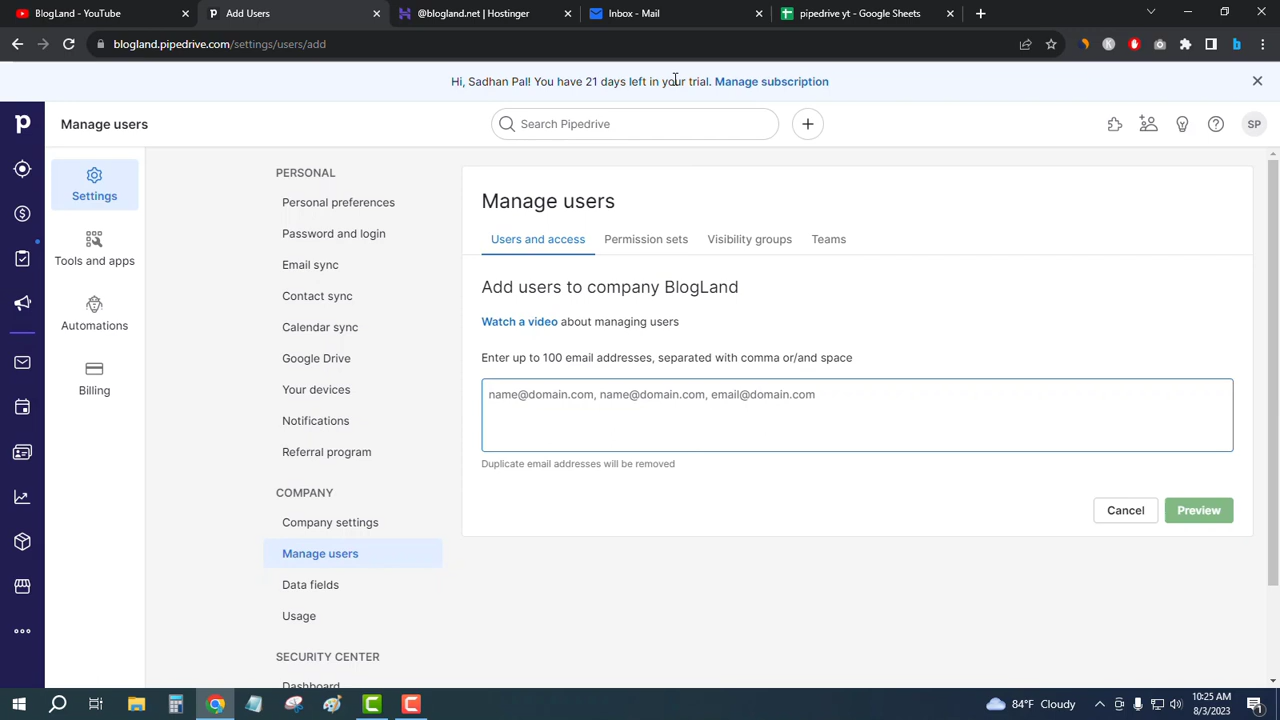 BlogLand - YouTube
Add Users
@blogland.net | Hostinger
Inbox - Mail
pipedrive yt - Google Sheets
blogland.pipedrive.com/settings/users/add
Hi, Sadhan Pal! You have 21 days left in your trial. Manage subscription
Manage users
Search Pipedrive
SP
Settings
Tools and apps
Automations
Billing
PERSONAL
Personal preferences
Password and login
Email sync
Contact sync
Calendar sync
Google Drive
Your devices
Notifications
Referral program
COMPANY
Company settings
Manage users
Data fields
Usage
SECURITY CENTER
Dashboard
Manage users
Users and access
Permission sets
Visibility groups
Teams
Add users to company BlogLand
Watch a video about managing users
Enter up to 100 email addresses, separated with comma or/and space
name@domain.com, name@domain.com, email@domain.com
Duplicate email addresses will be removed
Cancel
Preview
84°F Cloudy
10:25 AM
8/3/2023